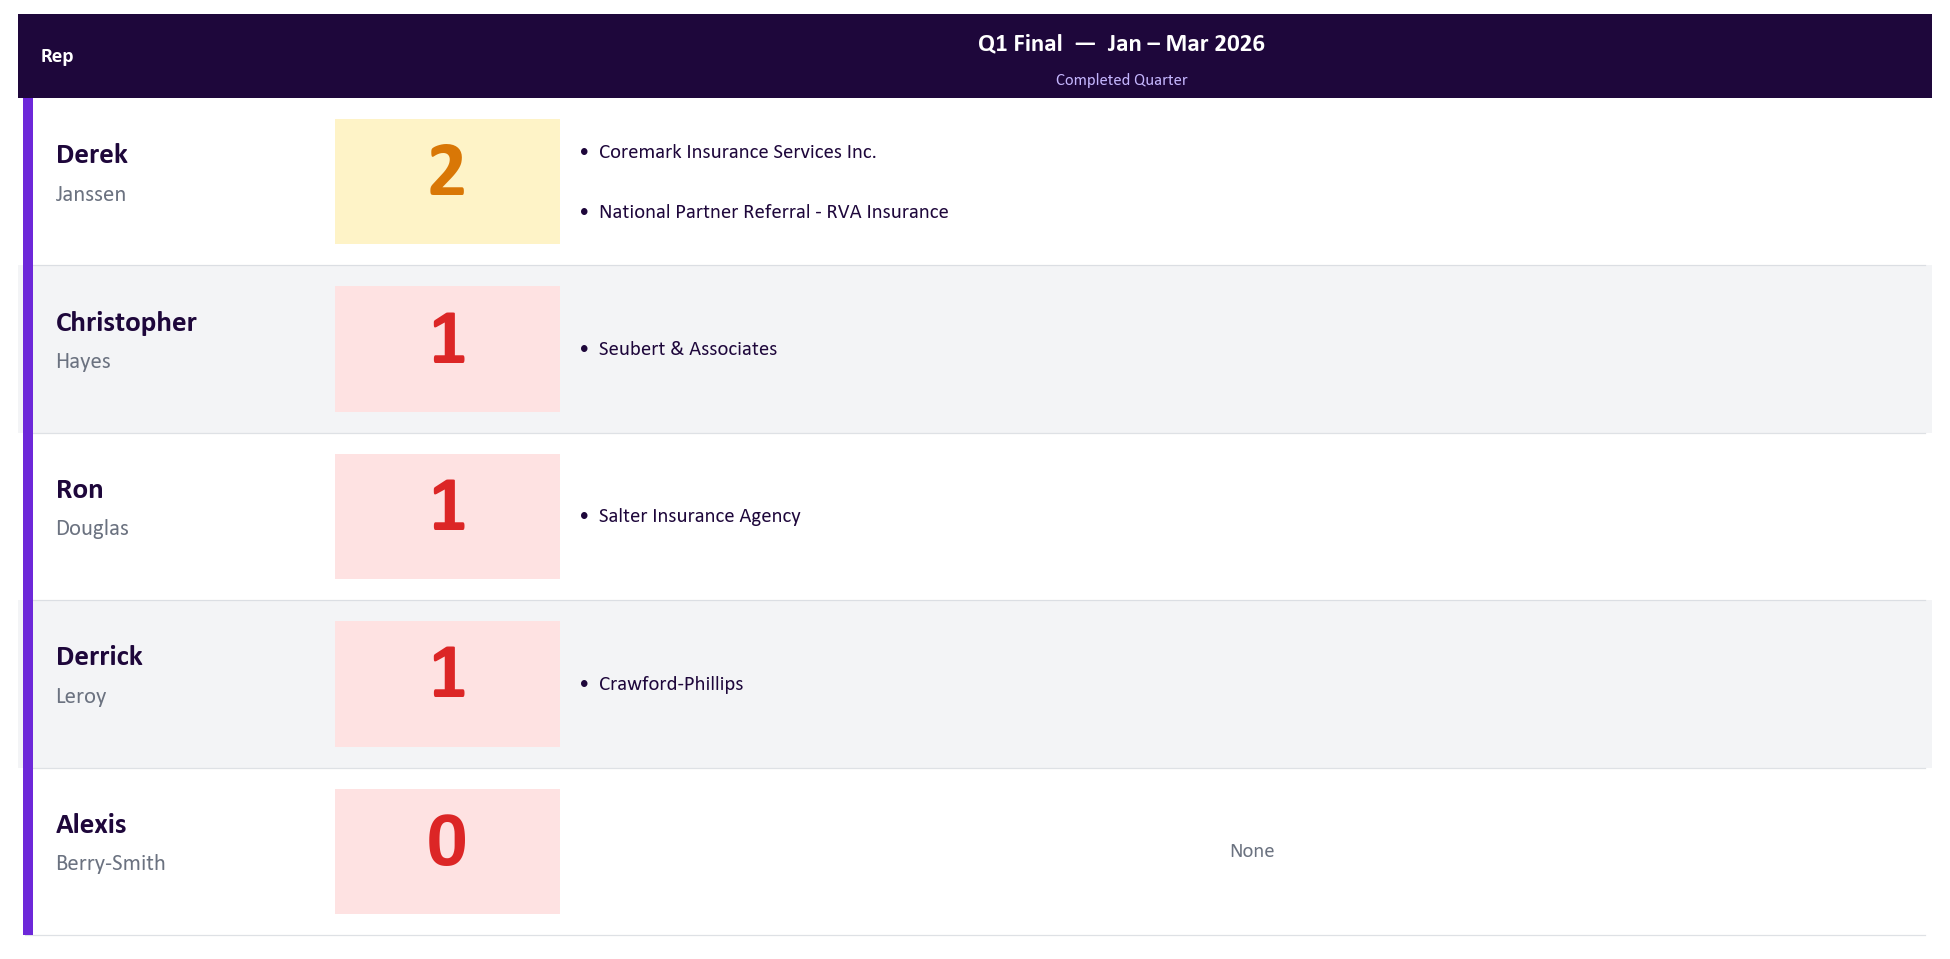 Rep
Q1 Final — Jan – Mar 2026
Completed Quarter
Derek
Janssen
2
• Coremark Insurance Services Inc.
• National Partner Referral - RVA Insurance
Christopher
Hayes
1
• Seubert & Associates
Ron
Douglas
1
• Salter Insurance Agency
Derrick
Leroy
1
• Crawford-Phillips
Alexis
Berry-Smith
0
None